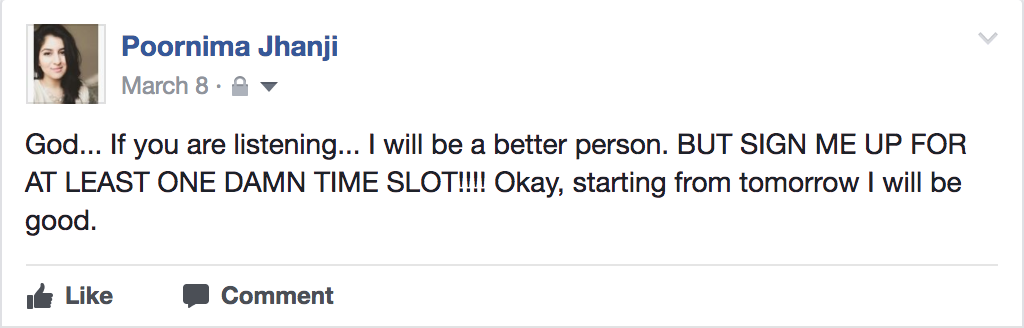 Poornima Jhanji
March 8 ·
God... If you are listening... I will be a better person. BUT SIGN ME UP FOR
AT LEAST ONE DAMN TIME SLOT!!!! Okay, starting from tomorrow I will be
good.
Like Comment